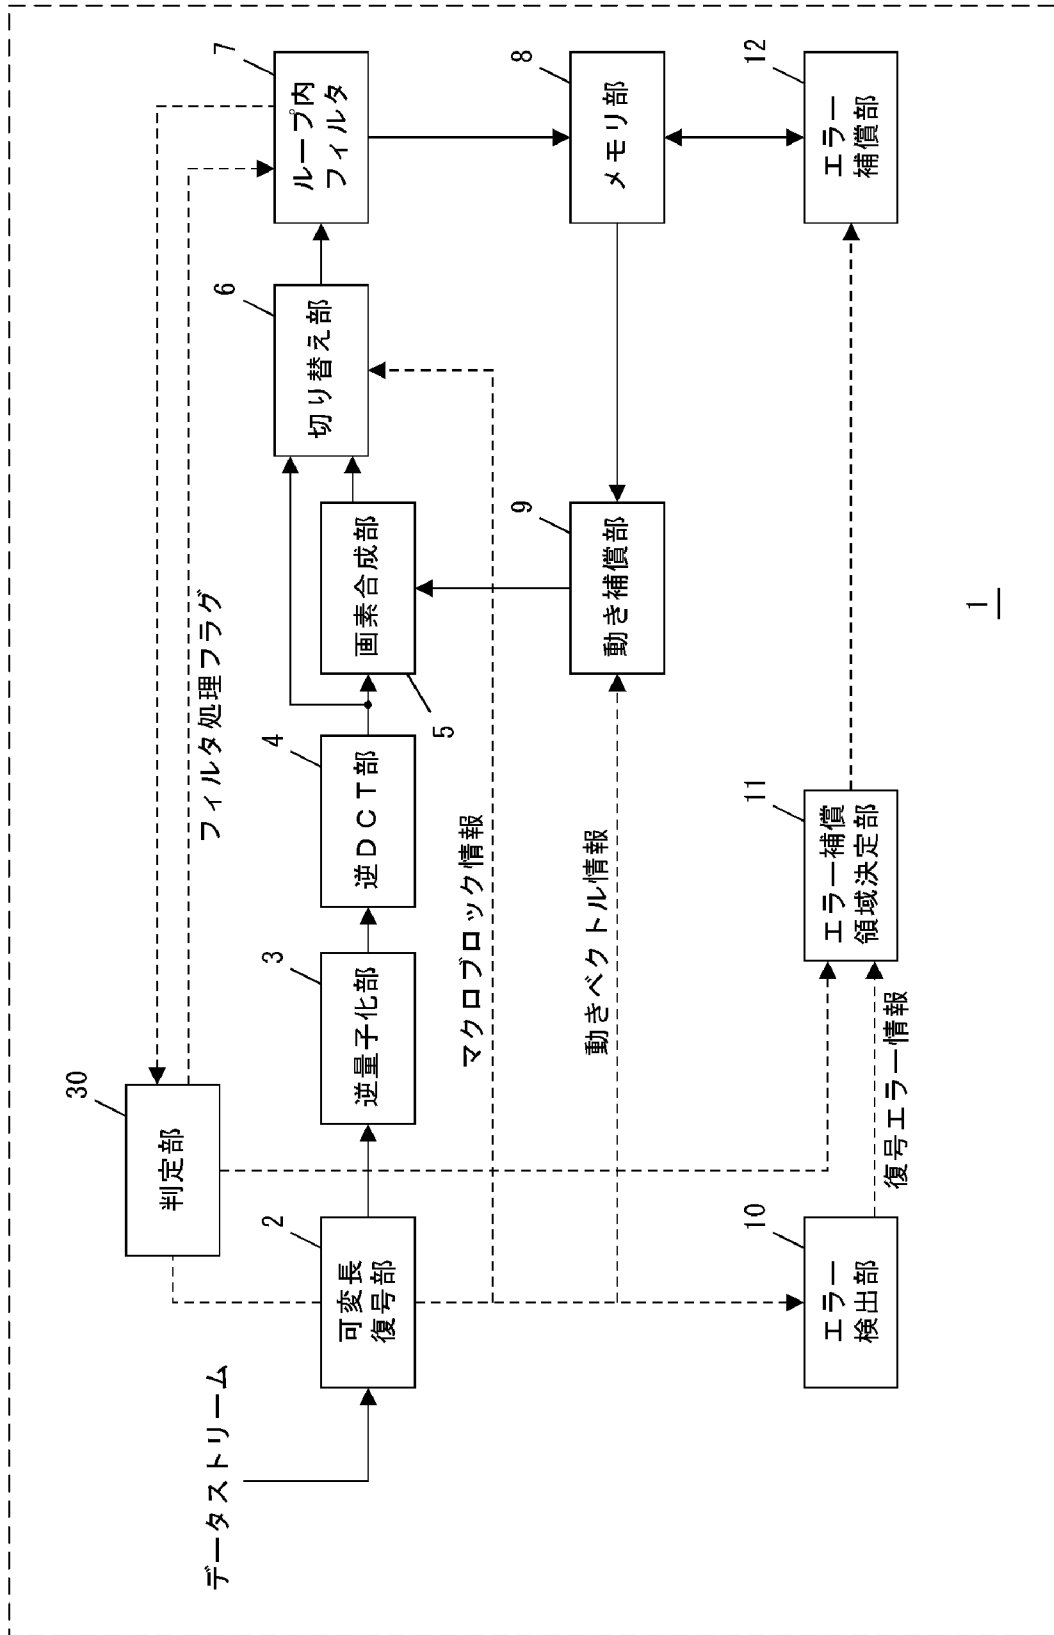 30
判定部
フィルタ処理フラグ
データストリーム
2
可変長
復号部
3
逆量子化部
4
逆DCT部
5
画素合成部
6
切り替え部
7
ループ内
フィルタ
マクロブロック情報
動きベクトル情報
9
動き補償部
8
メモリ部
10
エラー
検出部
復号エラー情報
11
エラー補償
領域決定部
12
エラー
補償部
1